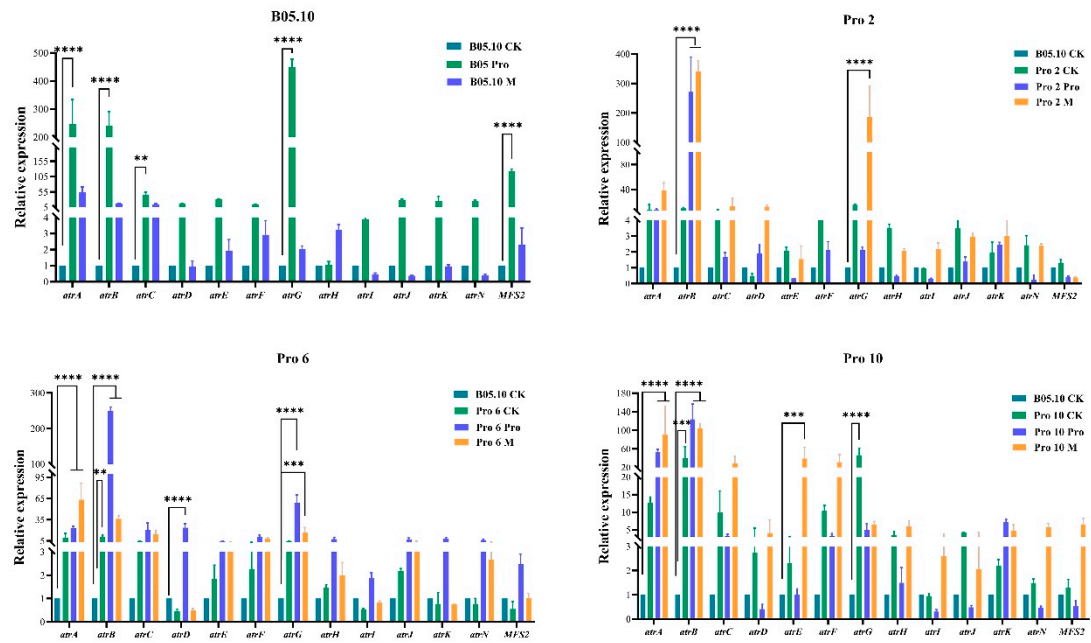 B05.10
B05.10 CK
B05 Pro
B05.10 M
Relative expression
500
400
300
200
155
105
55
5
4
3
2
1
0
**** **** ** **** ****
atrA atrB atrC atrD atrE atrF atrG atrH atrI atrJ atrK atrN MFS2
Pro 2
B05.10 CK
Pro 2 CK
Pro 2 Pro
Pro 2 M
Relative expression
400
300
200
100
80
40
4
3
2
1
0
**** ****
atrA atrB atrC atrD atrE atrF atrG atrH atrI atrJ atrK atrN MFS2
Pro 6
B05.10 CK
Pro 6 CK
Pro 6 Pro
Pro 6 M
Relative expression
300
200
100
95
65
35
5
3
2
1
0
**** **** ** **** **** ***
atrA atrB atrC atrD atrE atrF atrG atrH atrI atrJ atrK atrN MFS2
Pro 10
B05.10 CK
Pro 10 CK
Pro 10 Pro
Pro 10 M
Relative expression
180
140
100
60
20
15
10
5
3
2
1
0
**** **** *** *** ****
atrA atrB atrC atrD atrE atrF atrG atrH atrI atrJ atrK atrN MFS2